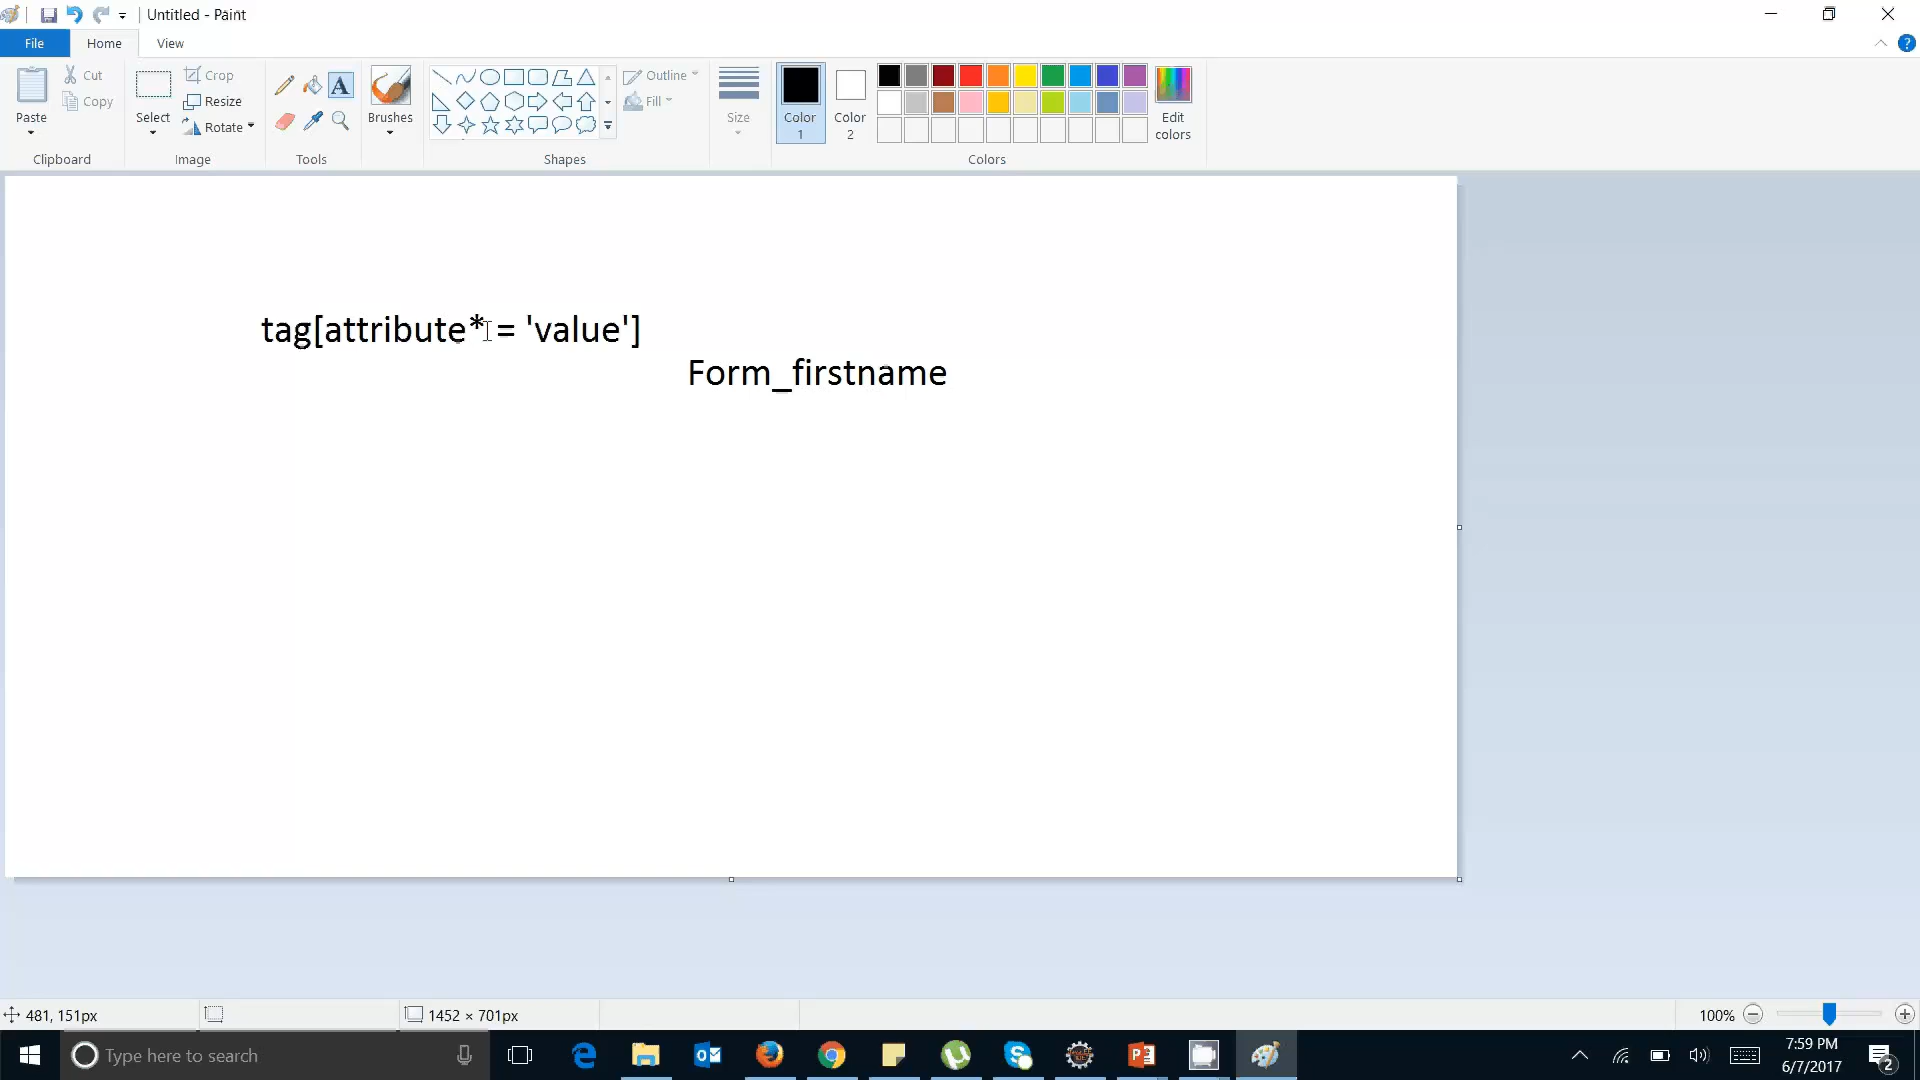 Untitled - Paint
File
Home
View
Paste
Cut
Copy
Clipboard
Select
Crop
Resize
Rotate
Image
A
Tools
Brushes
Outline
Fill
Shapes
Size
Color
1
Color
2
Edit
colors
Colors
?
tag[attribute* = 'value']
Form_firstname
481, 151px
1452 × 701px
100%
Type here to search
7:59 PM
6/7/2017
2